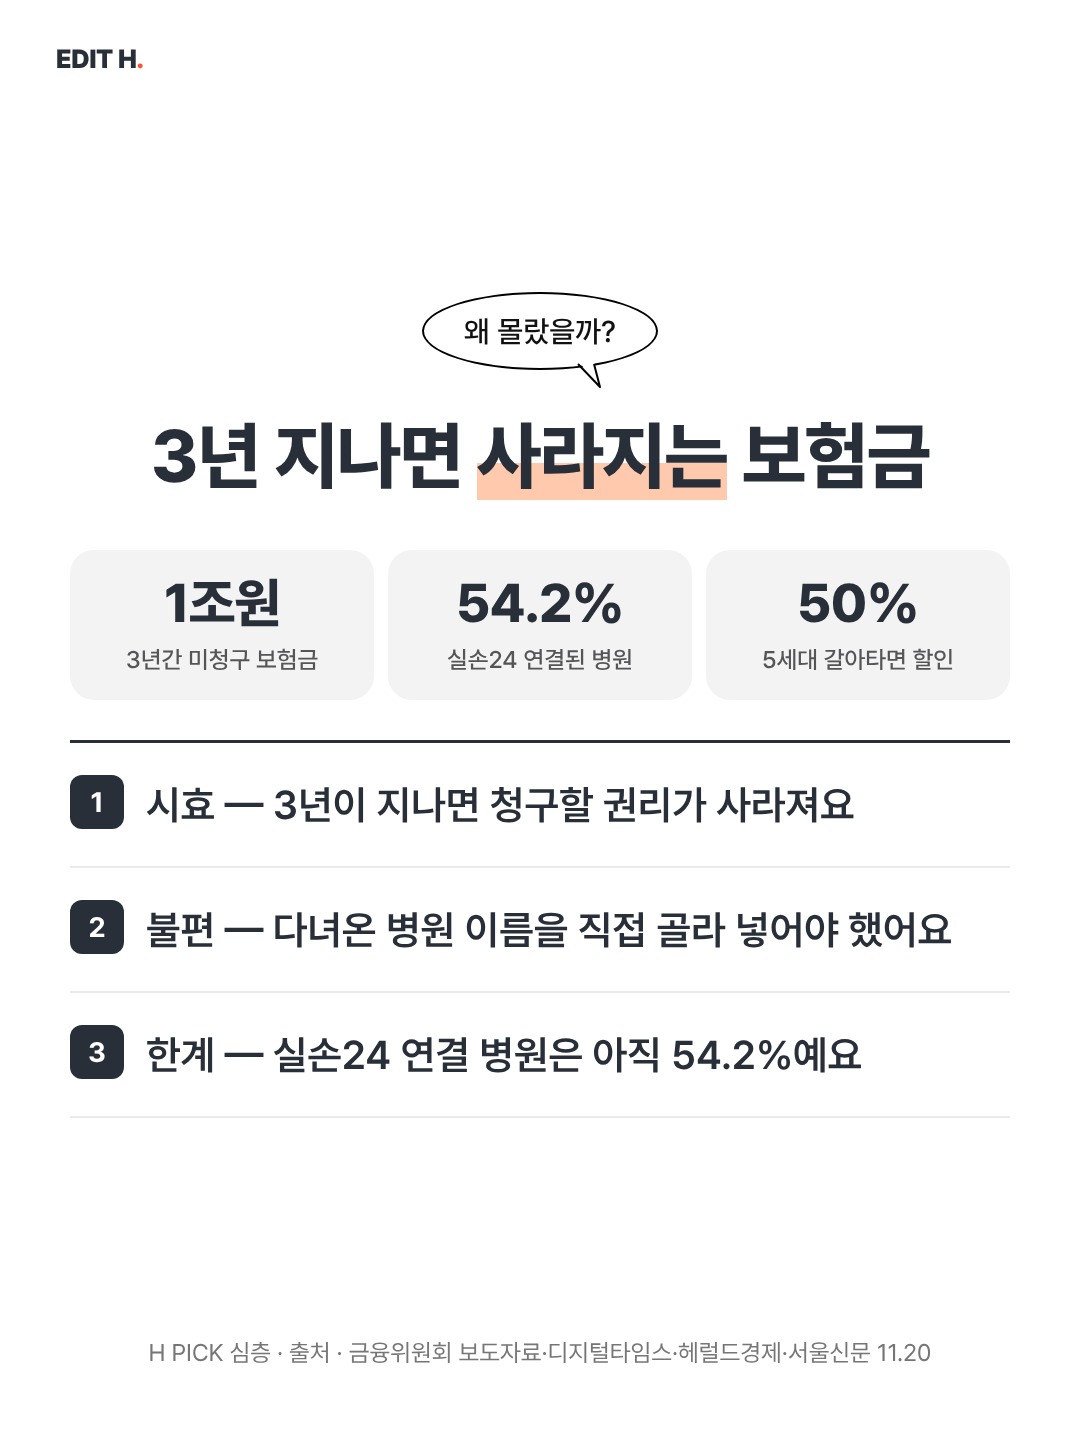 EDIT H.
왜 몰랐을까?
3년 지나면 사라지는 보험금
1조원
3년간 미청구 보험금
54.2%
실손24 연결된 병원
50%
5세대 갈아타면 할인
1 시효 — 3년이 지나면 청구할 권리가 사라져요
2 불편 — 다녀온 병원 이름을 직접 골라 넣어야 했어요
3 한계 — 실손24 연결 병원은 아직 54.2%예요
H PICK 심층 · 출처 · 금융위원회 보도자료·디지털타임스·헤럴드경제·서울신문 11.20